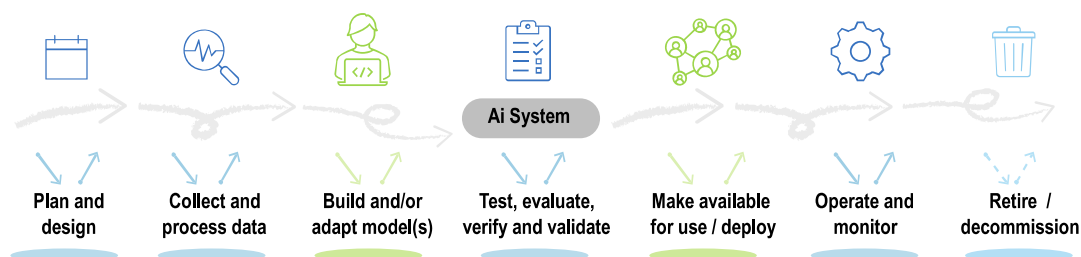 Ai System
Plan and
design
Collect and
process data
Build and/or
adapt model(s)
Test, evaluate,
verify and validate
Make available
for use / deploy
Operate and
monitor
Retire /
decommission